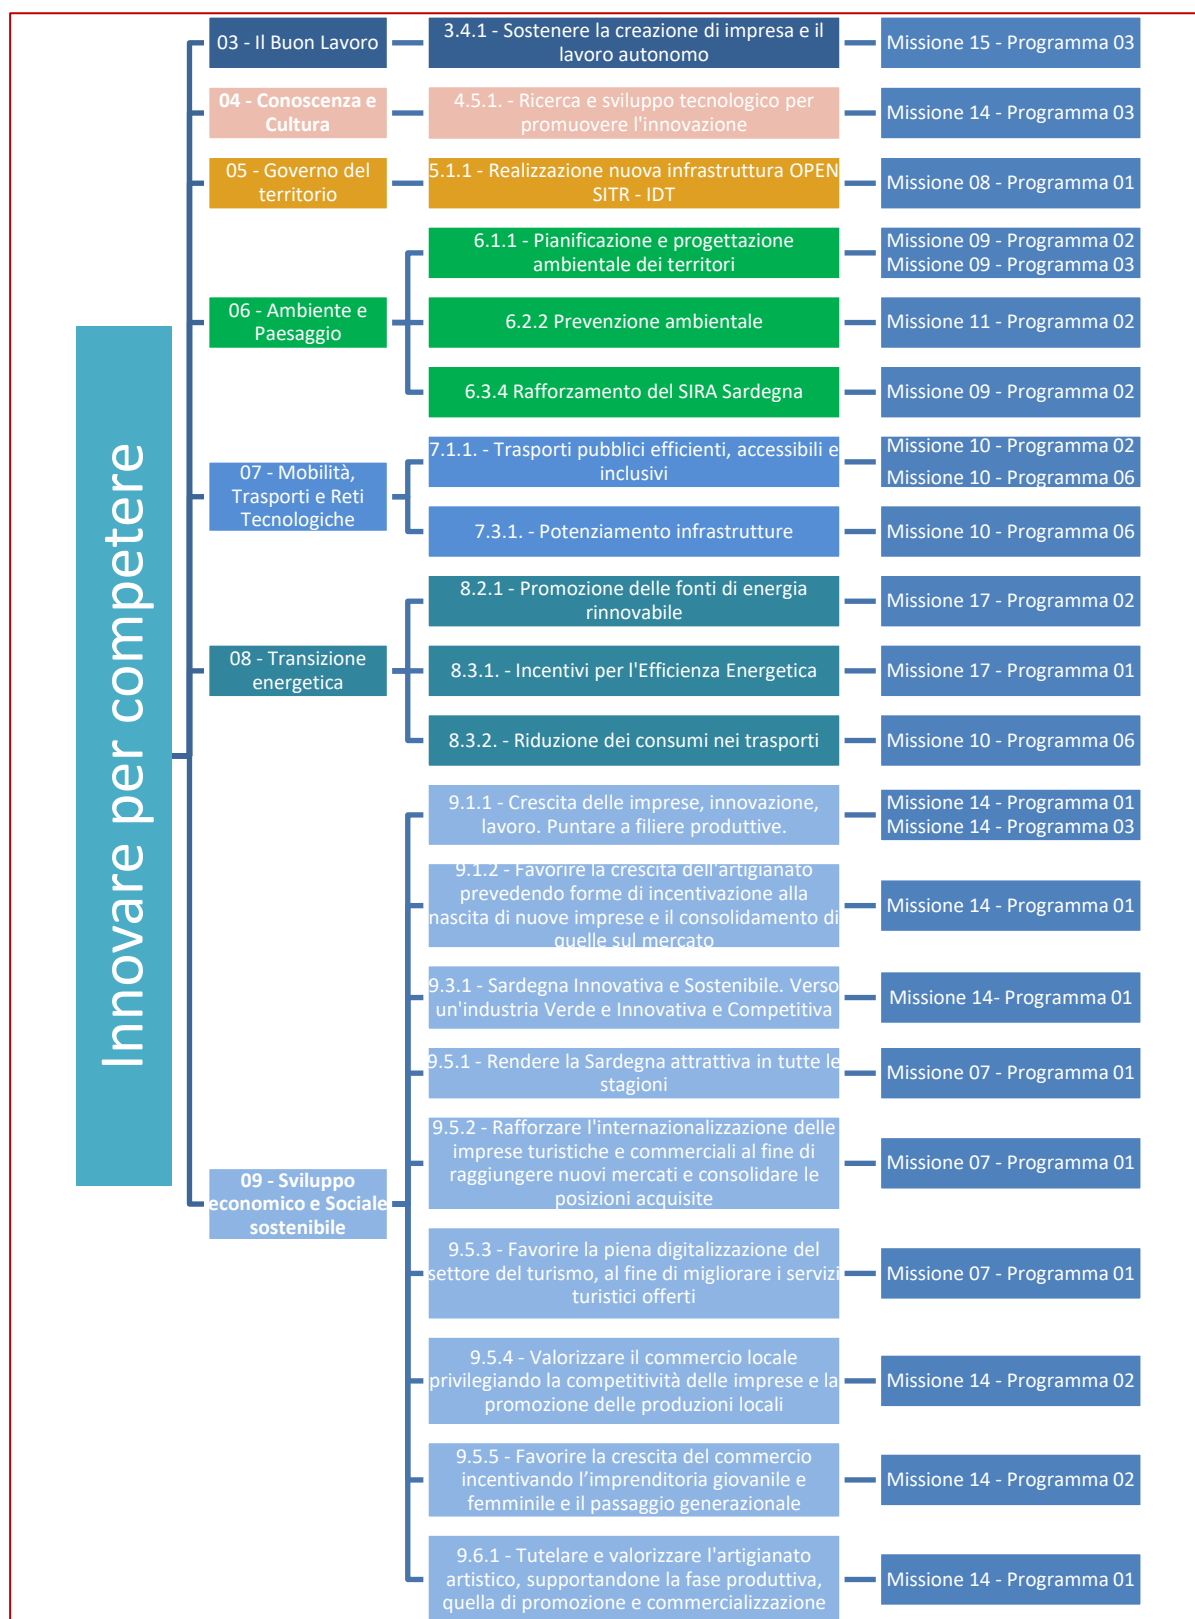 Innovare per competere
03 - Il Buon Lavoro
3.4.1 - Sostenere la creazione di impresa e il
lavoro autonomo
Missione 15 - Programma 03
04 - Conoscenza e
Cultura
4.5.1. - Ricerca e sviluppo tecnologico per
promuovere l'innovazione
Missione 14 - Programma 03
05 - Governo del
territorio
5.1.1 - Realizzazione nuova infrastruttura OPEN
SITR - IDT
Missione 08 - Programma 01
06 - Ambiente e
Paesaggio
6.1.1 - Pianificazione e progettazione
ambientale dei territori
Missione 09 - Programma 02
Missione 09 - Programma 03
6.2.2 Prevenzione ambientale
Missione 11 - Programma 02
6.3.4 Rafforzamento del SIRA Sardegna
Missione 09 - Programma 02
07 - Mobilità,
Trasporti e Reti
Tecnologiche
7.1.1. - Trasporti pubblici efficienti, accessibili e
inclusivi
Missione 10 - Programma 02
Missione 10 - Programma 06
7.3.1. - Potenziamento infrastrutture
Missione 10 - Programma 06
08 - Transizione
energetica
8.2.1 - Promozione delle fonti di energia
rinnovabile
Missione 17 - Programma 02
8.3.1. - Incentivi per l'Efficienza Energetica
Missione 17 - Programma 01
8.3.2. - Riduzione dei consumi nei trasporti
Missione 10 - Programma 06
09 - Sviluppo
economico e Sociale
sostenibile
9.1.1 - Crescita delle imprese, innovazione,
lavoro. Puntare a filiere produttive.
Missione 14 - Programma 01
Missione 14 - Programma 03
9.1.2 - Favorire la crescita dell'artigianato
prevedendo forme di incentivazione alla
nascita di nuove imprese e il consolidamento di
quelle sul mercato
Missione 14 - Programma 01
9.3.1 - Sardegna Innovativa e Sostenibile. Verso
un'industria Verde e Innovativa e Competitiva
Missione 14- Programma 01
9.5.1 - Rendere la Sardegna attrattiva in tutte le
stagioni
Missione 07 - Programma 01
9.5.2 - Rafforzare l'internazionalizzazione delle
imprese turistiche e commerciali al fine di
raggiungere nuovi mercati e consolidare le
posizioni acquisite
Missione 07 - Programma 01
9.5.3 - Favorire la piena digitalizzazione del
settore del turismo, al fine di migliorare i servizi
turistici offerti
Missione 07 - Programma 01
9.5.4 - Valorizzare il commercio locale
privilegiando la competitività delle imprese e la
promozione delle produzioni locali
Missione 14 - Programma 02
9.5.5 - Favorire la crescita del commercio
incentivando l’imprenditoria giovanile e
femminile e il passaggio generazionale
Missione 14 - Programma 02
9.6.1 - Tutelare e valorizzare l'artigianato
artistico, supportandone la fase produttiva,
quella di promozione e commercializzazione
Missione 14 - Programma 01